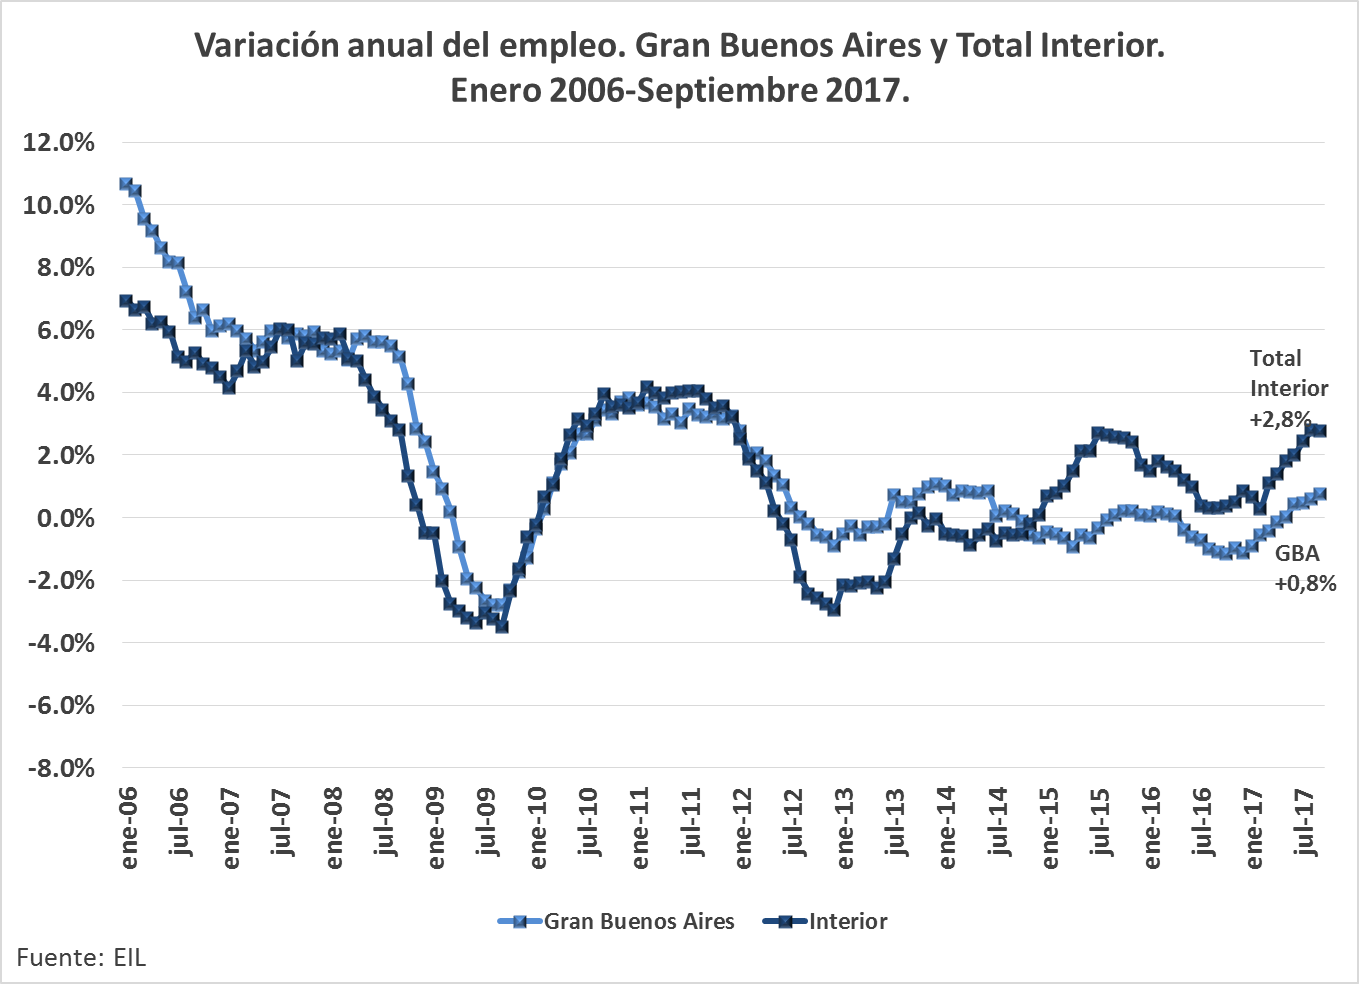 Variación anual del empleo. Gran Buenos Aires y Total Interior.
Enero 2006-Septiembre 2017.
12.0%
10.0%
8.0%
6.0%
4.0%
2.0%
0.0%
-2.0%
-4.0%
-6.0%
-8.0%
Total
Interior
+2,8%
GBA
+0,8%
ene-06
jul-06
ene-07
jul-07
ene-08
jul-08
ene-09
jul-09
ene-10
jul-10
ene-11
jul-11
ene-12
jul-12
ene-13
jul-13
ene-14
jul-14
ene-15
jul-15
ene-16
jul-16
ene-17
jul-17
Gran Buenos Aires
Interior
Fuente: EIL